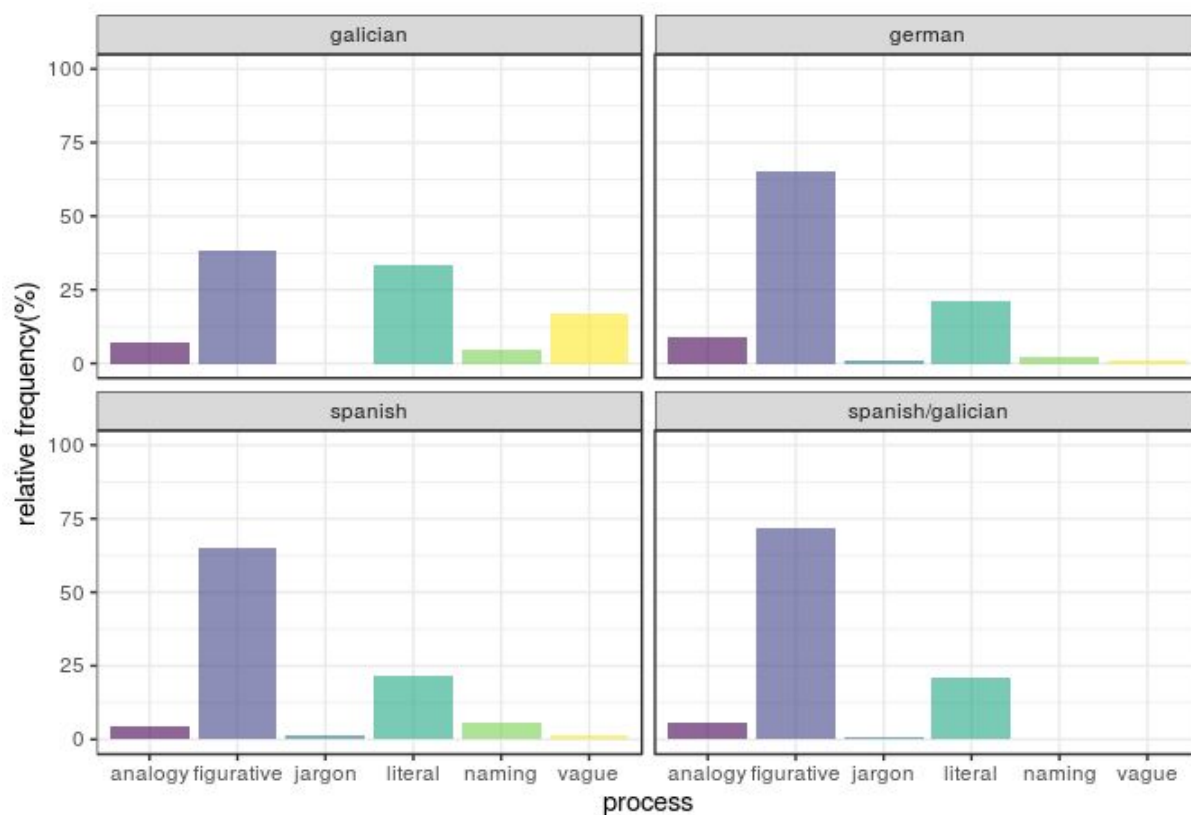 galician
german
100
75
50
25
0
spanish
spanish/galician
100
75
50
25
0
relative frequency(%)
analogy figurative jargon literal naming vague
analogy figurative jargon literal naming vague
process